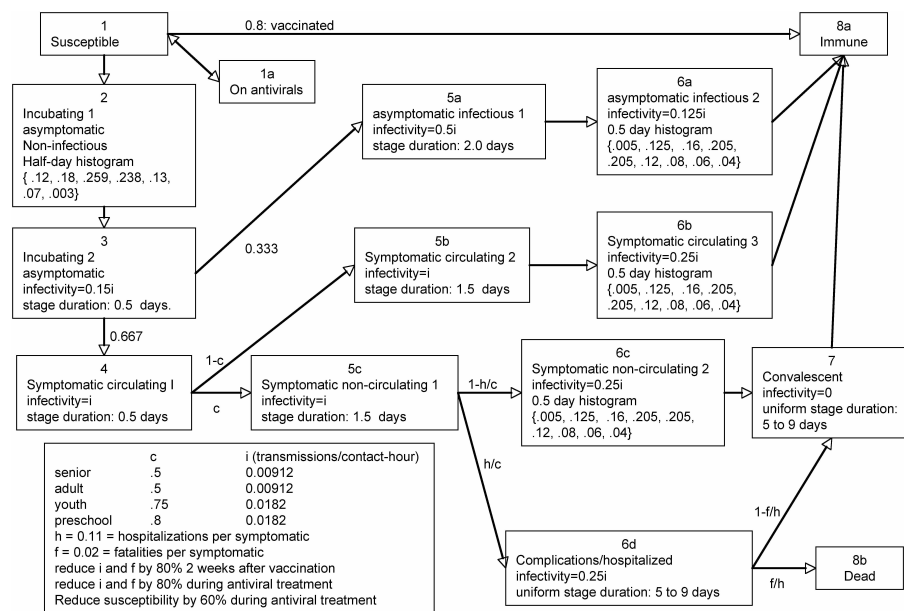 1
Susceptible
0.8: vaccinated
8a
Immune
1a
On antivirals
2
Incubating 1
asymptomatic
Non-infectious
Half-day histogram
{ .12, .18, .259, .238, .13,
.07, .003}
5a
asymptomatic infectious 1
infectivity=0.5i
stage duration: 2.0 days
6a
asymptomatic infectious 2
infectivity=0.125i
0.5 day histogram
{.005, .125, .16, .205,
.205, .12, .08, .06, .04}
3
Incubating 2
asymptomatic
infectivity=0.15i
stage duration: 0.5 days.
0.333
5b
Symptomatic circulating 2
infectivity=i
stage duration: 1.5 days
6b
Symptomatic circulating 3
infectivity=0.25i
0.5 day histogram
{.005, .125, .16, .205,
.205, .12, .08, .06, .04}
0.667
4
Symptomatic circulating I
infectivity=i
stage duration: 0.5 days
1-c
c
5c
Symptomatic non-circulating 1
infectivity=i
stage duration: 1.5 days
1-h/c
h/c
6c
Symptomatic non-circulating 2
infectivity=0.25i
0.5 day histogram
{.005, .125, .16, .205, .205,
.12, .08, .06, .04}
7
Convalescent
infectivity=0
uniform stage duration:
5 to 9 days
c i (transmissions/contact-hour)
senior .5 0.00912
adult .5 0.00912
youth .75 0.0182
preschool .8 0.0182
h = 0.11 = hospitalizations per symptomatic
f = 0.02 = fatalities per symptomatic
reduce i and f by 80% 2 weeks after vaccination
reduce i and f by 80% during antiviral treatment
Reduce susceptibility by 60% during antiviral treatment
6d
Complications/hospitalized
infectivity=0.25i
uniform stage duration: 5 to 9 days
1-f/h
f/h
8b
Dead